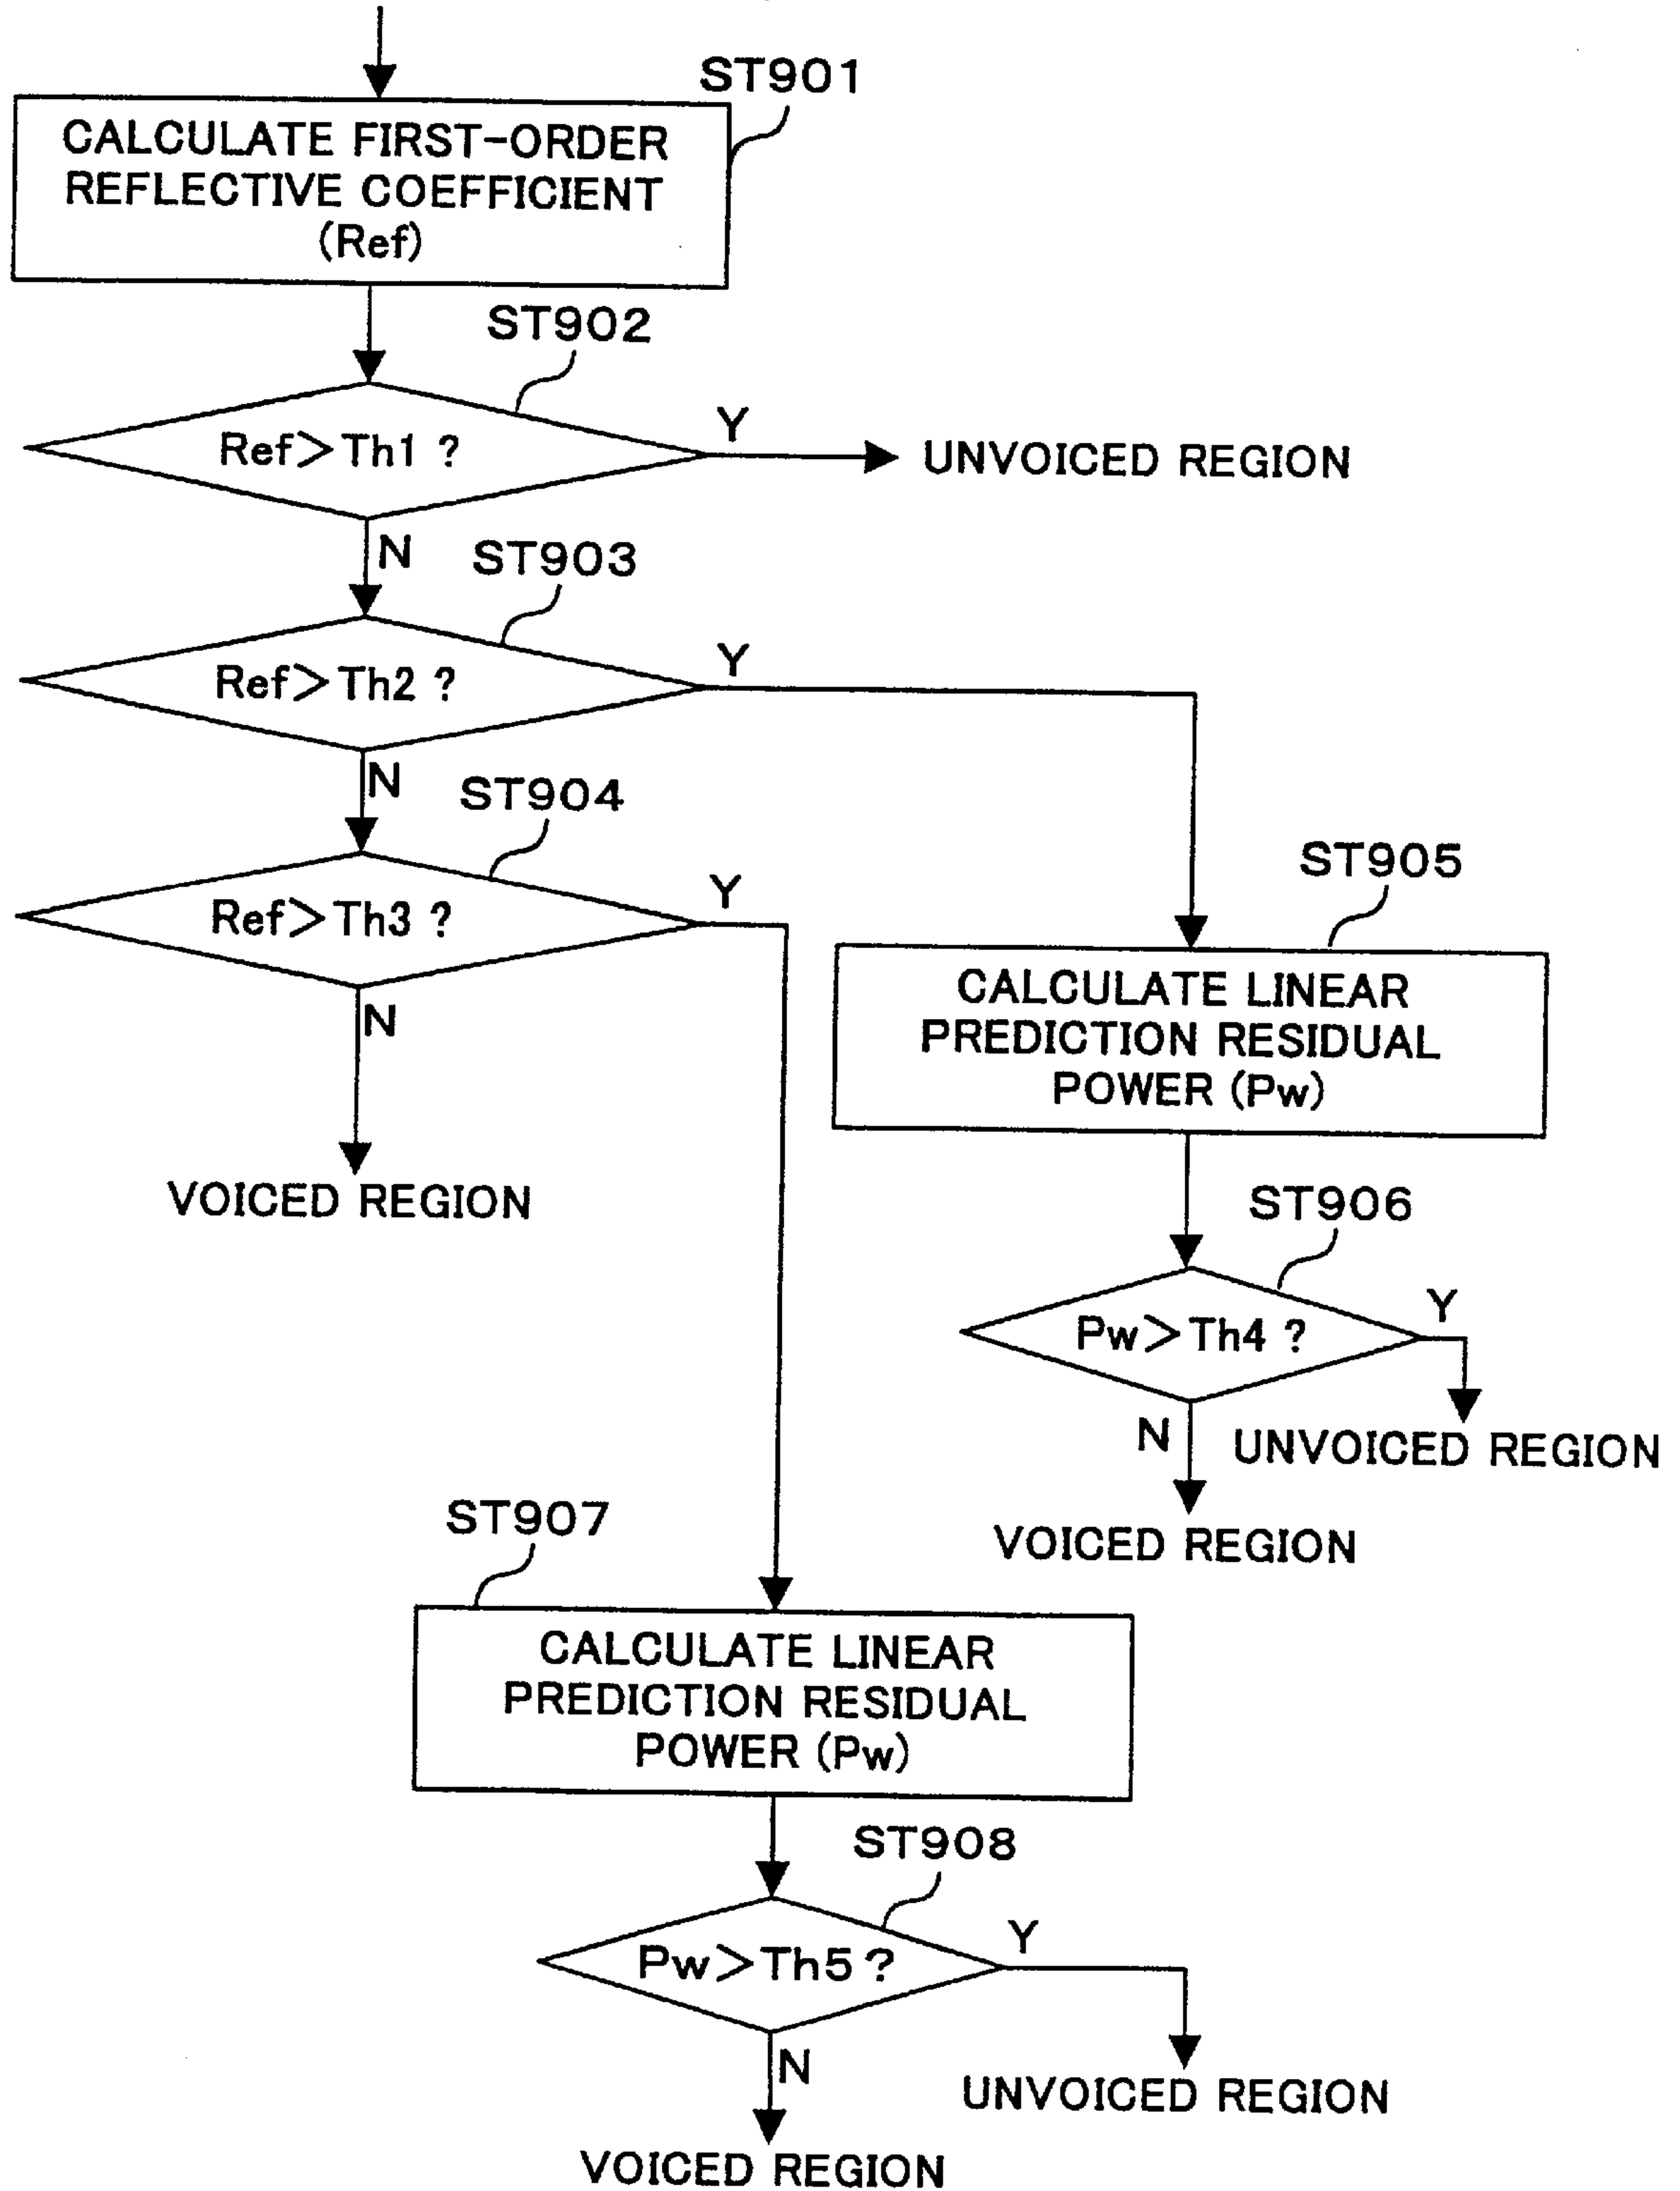 ST901
CALCULATE FIRST-ORDER
REFLECTIVE COEFFICIENT
(Ref)
ST902
Ref>Th1 ?
Y
UNVOICED REGION
N
ST903
Ref>Th2 ?
Y
N
ST904
Ref>Th3 ?
Y
N
VOICED REGION
ST905
CALCULATE LINEAR
PREDICTION RESIDUAL
POWER (Pw)
ST906
Pw>Th4 ?
Y
UNVOICED REGION
N
VOICED REGION
ST907
CALCULATE LINEAR
PREDICTION RESIDUAL
POWER (Pw)
ST908
Pw>Th5 ?
Y
UNVOICED REGION
N
VOICED REGION